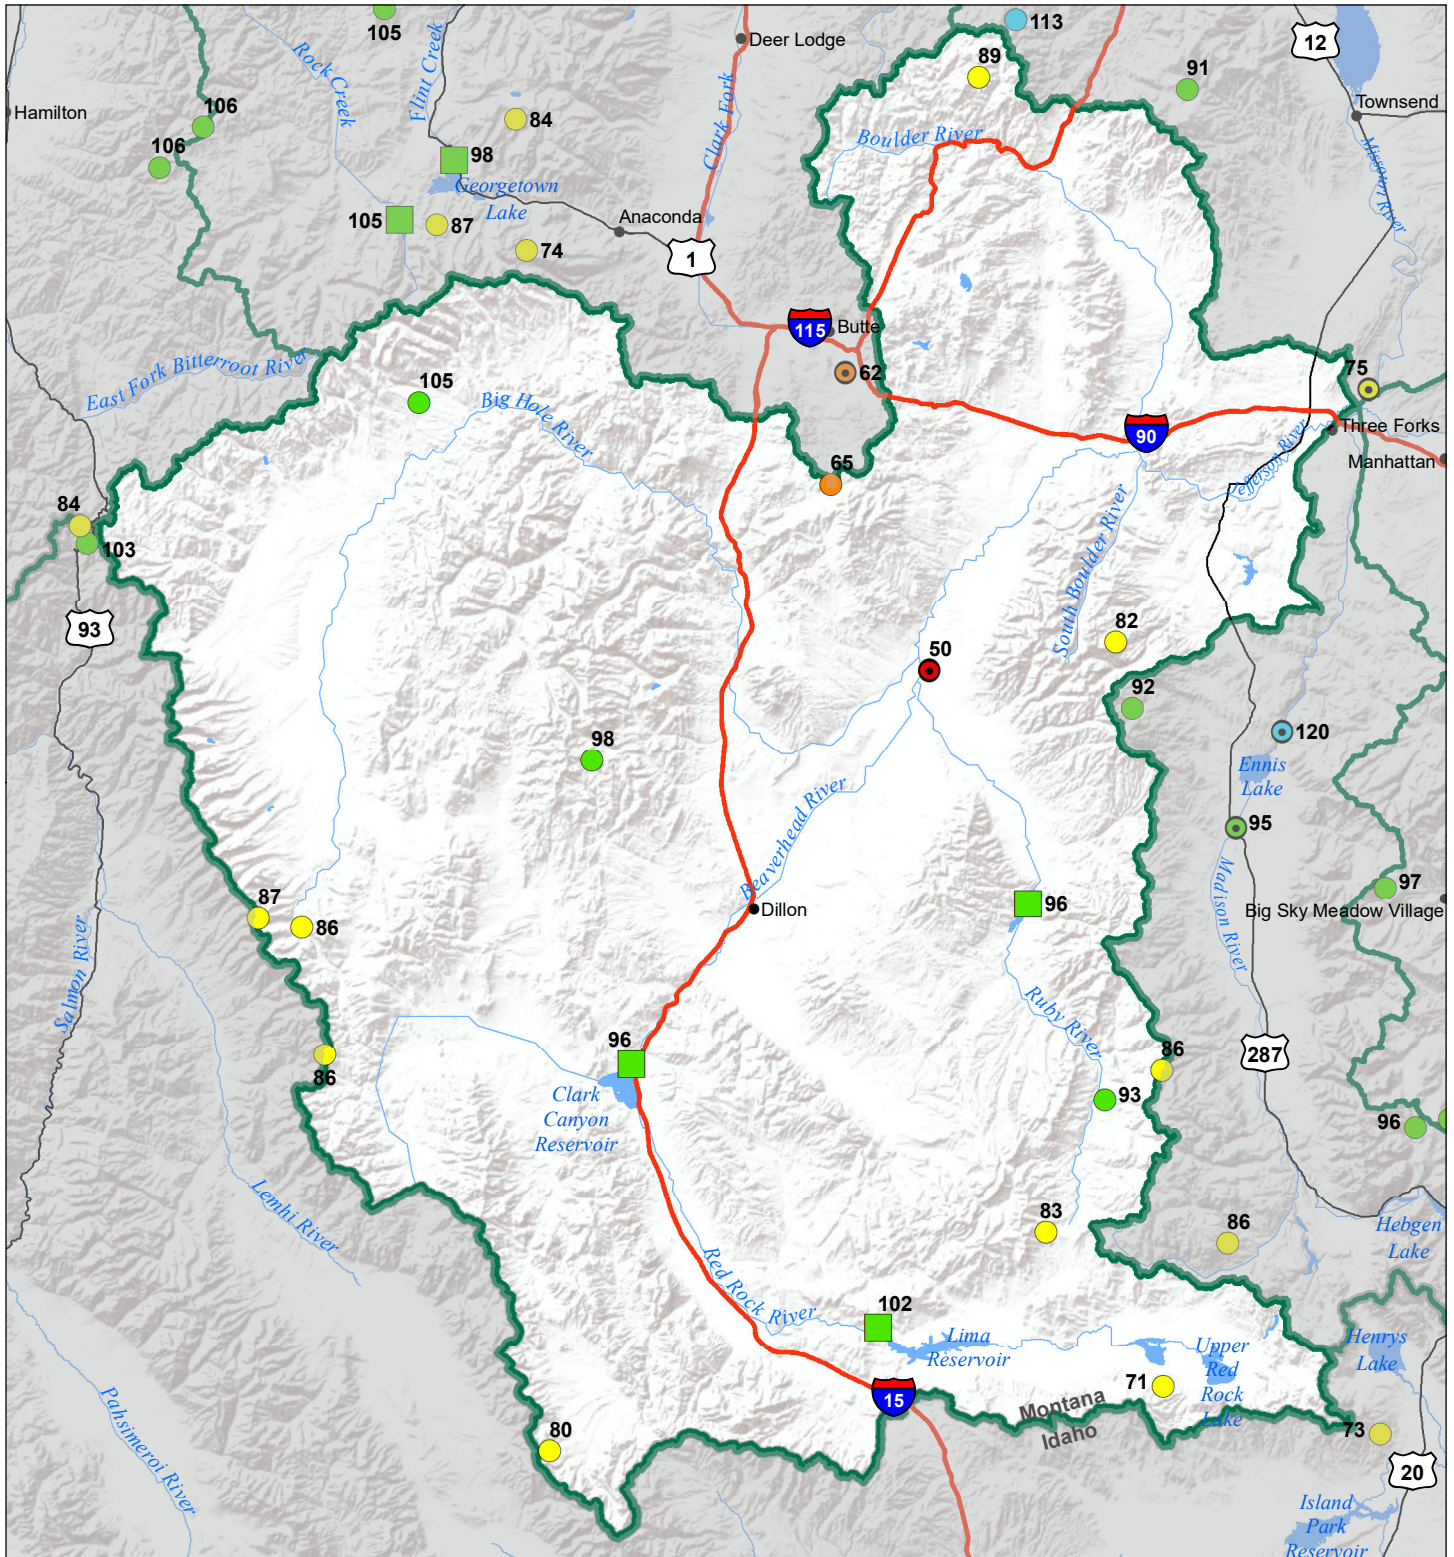 105
113
12
Deer Lodge
89
91
Rock Creek
Flint Creek
Clark Fork
Hamilton
106
84
Townsend
Boulder River
106
98
Missouri River
Georgetown
Lake
105
87
Anaconda
74
1
115
Butte
62
75
East Fork Bitterroot River
105
Big Hole River
90
Three Forks
Jefferson River
Manhattan
65
84
103
South Boulder River
93
82
50
92
98
120
Ennis
Lake
Beaverhead River
95
Madison River
97
87
86
Dillon
96
Big Sky Meadow Village
Salmon River
Ruby River
96
86
287
86
Clark
Canyon
Reservoir
93
96
Lemhi River
83
86
Hebgen
Lake
Red Rock River
102
Lima
Reservoir
Upper
Red
Rock
Lake
Henrys
Lake
71
15
Montana
Idaho
73
80
20
Pahsimeroi River
Island
Park
Reservoir